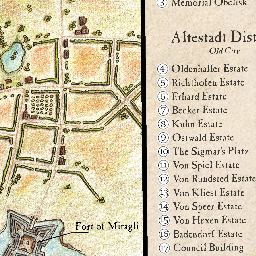 ③ Memorial Obelisk
Altestadt Dist
Old City
④ Oldenhaller Estate
⑤ Richthofen Estate
⑥ Erhard Estate
⑦ Becker Estate
⑧ Kuhn Estate
⑨ Ostwald Estate
⑩ The Sigmar's Platz
⑪ Von Spiel Estate
⑫ Von Rundsted Estate
⑬ Von Kliest Estate
⑭ Von Speer Estate
⑮ Von Hexen Estate
⑯ Badendorf Estate
⑰ Council Building
Fort of Miragli